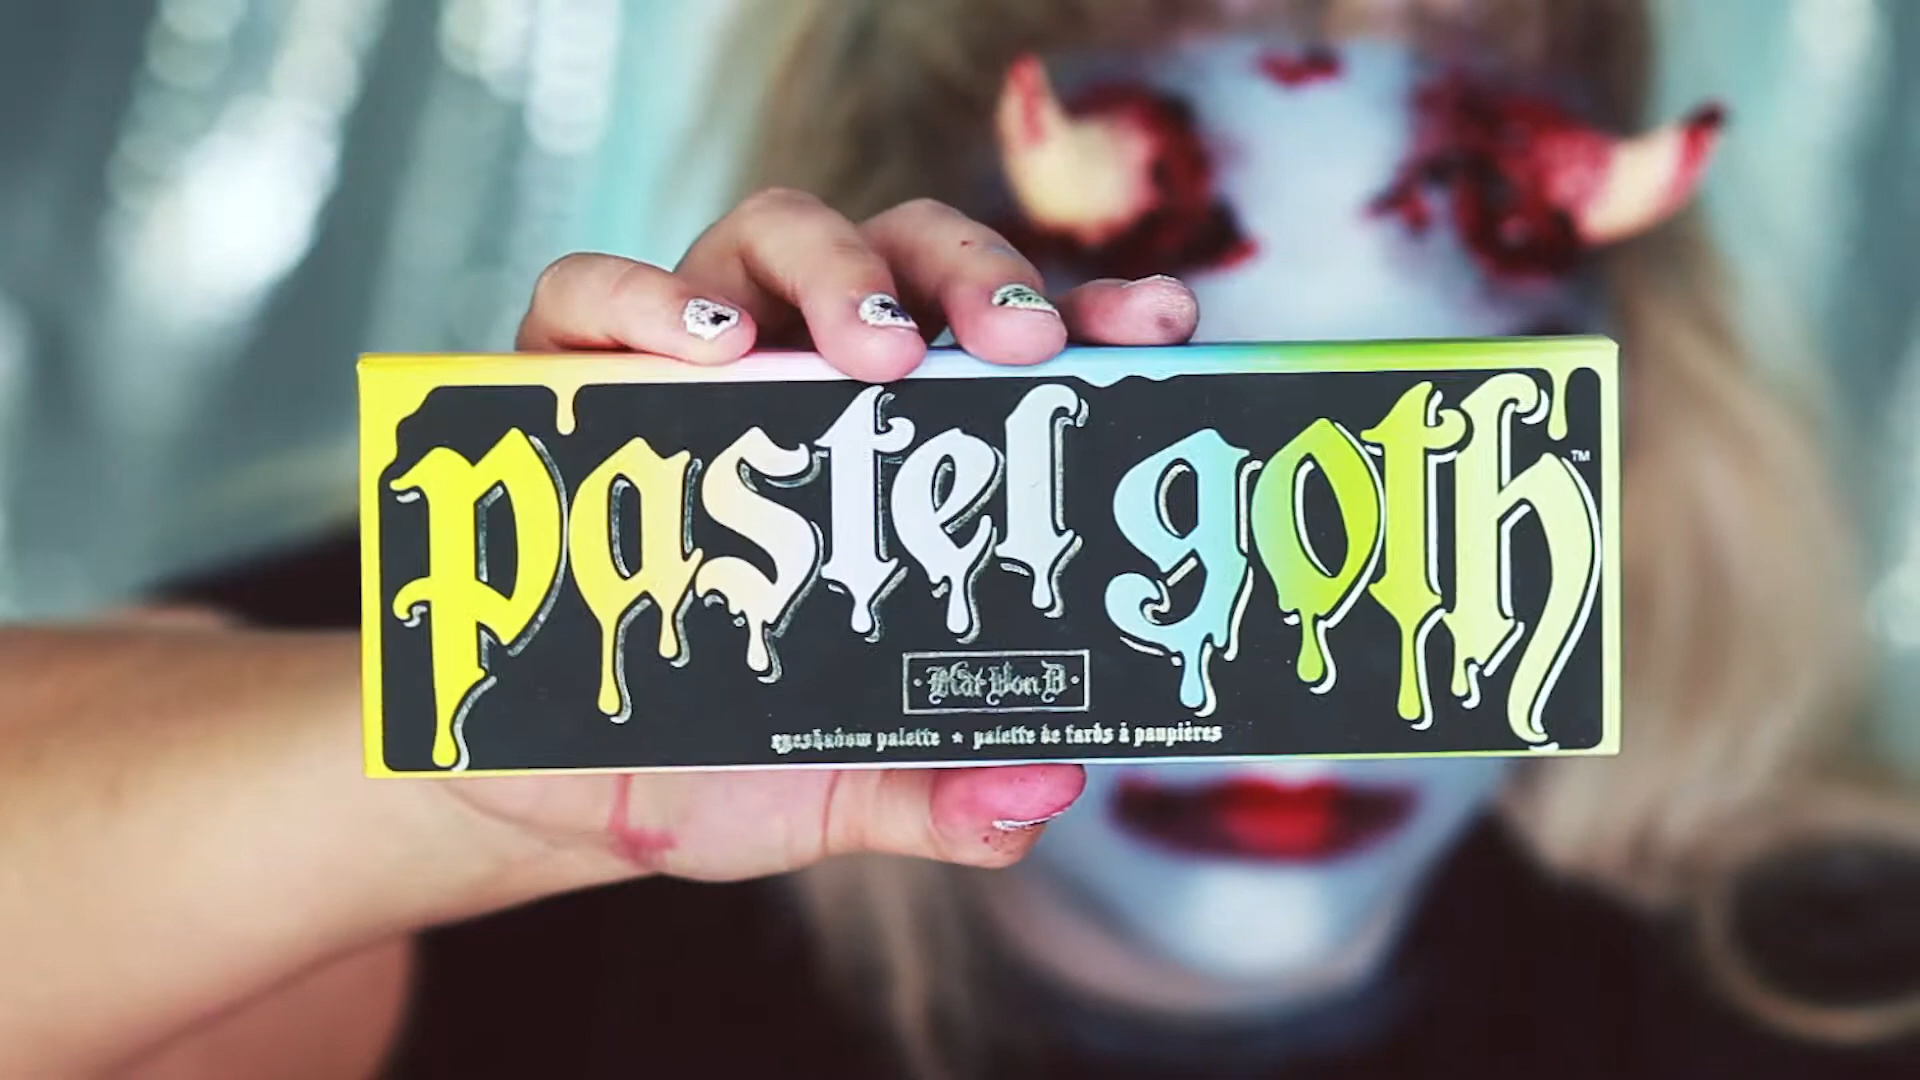 pastel goth™
·Kat Von D·
eyeshadow palette ★ palette de fards à paupières